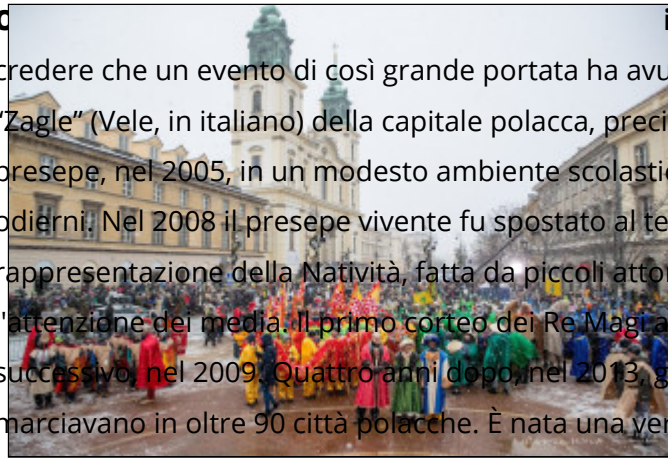 credere che un evento di così grande portata ha avu
"Zagle" (Vele, in italiano) della capitale polacca, preci
presepe, nel 2005, in un modesto ambiente scolasti
odierni. Nel 2008 il presepe vivente fu spostato al te
rappresentazione della Natività, fatta da piccoli atto
l'attenzione dei media. Il primo corteo dei Re Magi a
successivo, nel 2009. Quattro anni dopo, nel 2013, g
marciavano in oltre 90 città polacche. È nata una ver